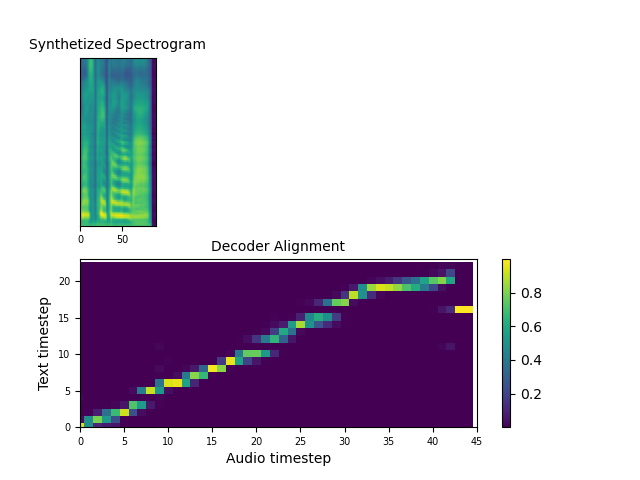 Synthetized Spectrogram
0 50
Decoder Alignment
20
15
10
5
0
Text timestep
0 5 10 15 20 25 30 35 40 45
Audio timestep
0.8
0.6
0.4
0.2